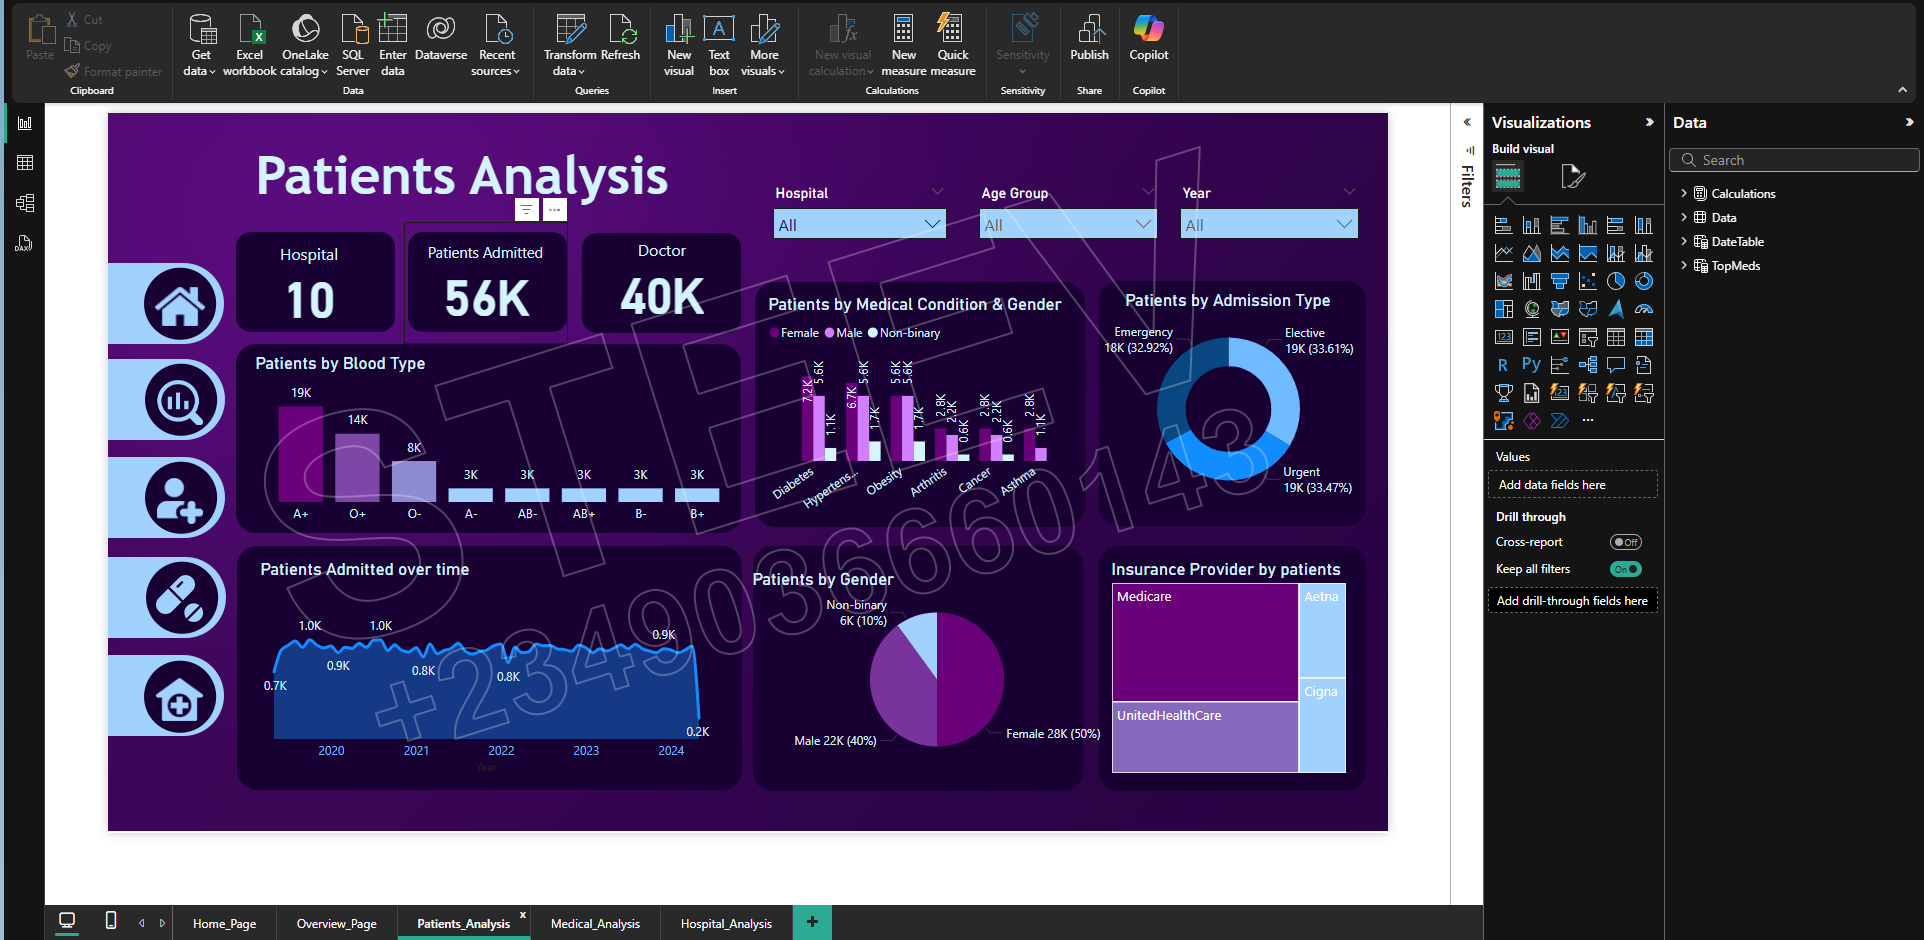 Paste
Cut
Copy
Format painter
Clipboard
Get data
Excel workbook
OneLake catalog
SQL Server
Enter data
Dataverse
Recent sources
Data
Transform data
Refresh
Queries
New visual
Text box
More visuals
Insert
New visual calculation
New measure
Quick measure
Calculations
Sensitivity
Sensitivity
Publish
Share
Copilot
Copilot
Patients Analysis
Hospital
All
Age Group
All
Year
All
Hospital
10
Patients Admitted
56K
Doctor
40K
Patients by Blood Type
19K
14K
8K
3K
3K
3K
3K
3K
A+
O+
O-
A-
AB-
AB+
B-
B+
Patients by Medical Condition & Gender
Female
Male
Non-binary
7.2K
5.6K
1.1K
6.7K
5.6K
1.7K
5.6K
5.6K
1.7K
2.8K
2.2K
0.6K
2.8K
2.2K
0.6K
2.8K
1.1K
Diabetes
Hypertens...
Obesity
Arthritis
Cancer
Asthma
Patients by Admission Type
Emergency
18K (32.92%)
Elective
19K (33.61%)
Urgent
19K (33.47%)
Patients Admitted over time
0.7K
1.0K
0.9K
1.0K
0.8K
0.8K
0.9K
0.2K
2020
2021
2022
2023
2024
Year
Patients by Gender
Non-binary
6K (10%)
Male 22K (40%)
Female 28K (50%)
Insurance Provider by patients
Medicare
Aetna
UnitedHealthCare
Cigna
STEEV
+2349036660143
Filters
Visualizations
Build visual
123
R
Py
123
Values
Add data fields here
Drill through
Cross-report
Off
Keep all filters
On
Add drill-through fields here
Data
Search
Calculations
Data
DateTable
TopMeds
DAX
Home_Page
Overview_Page
Patients_Analysis
x
Medical_Analysis
Hospital_Analysis
+